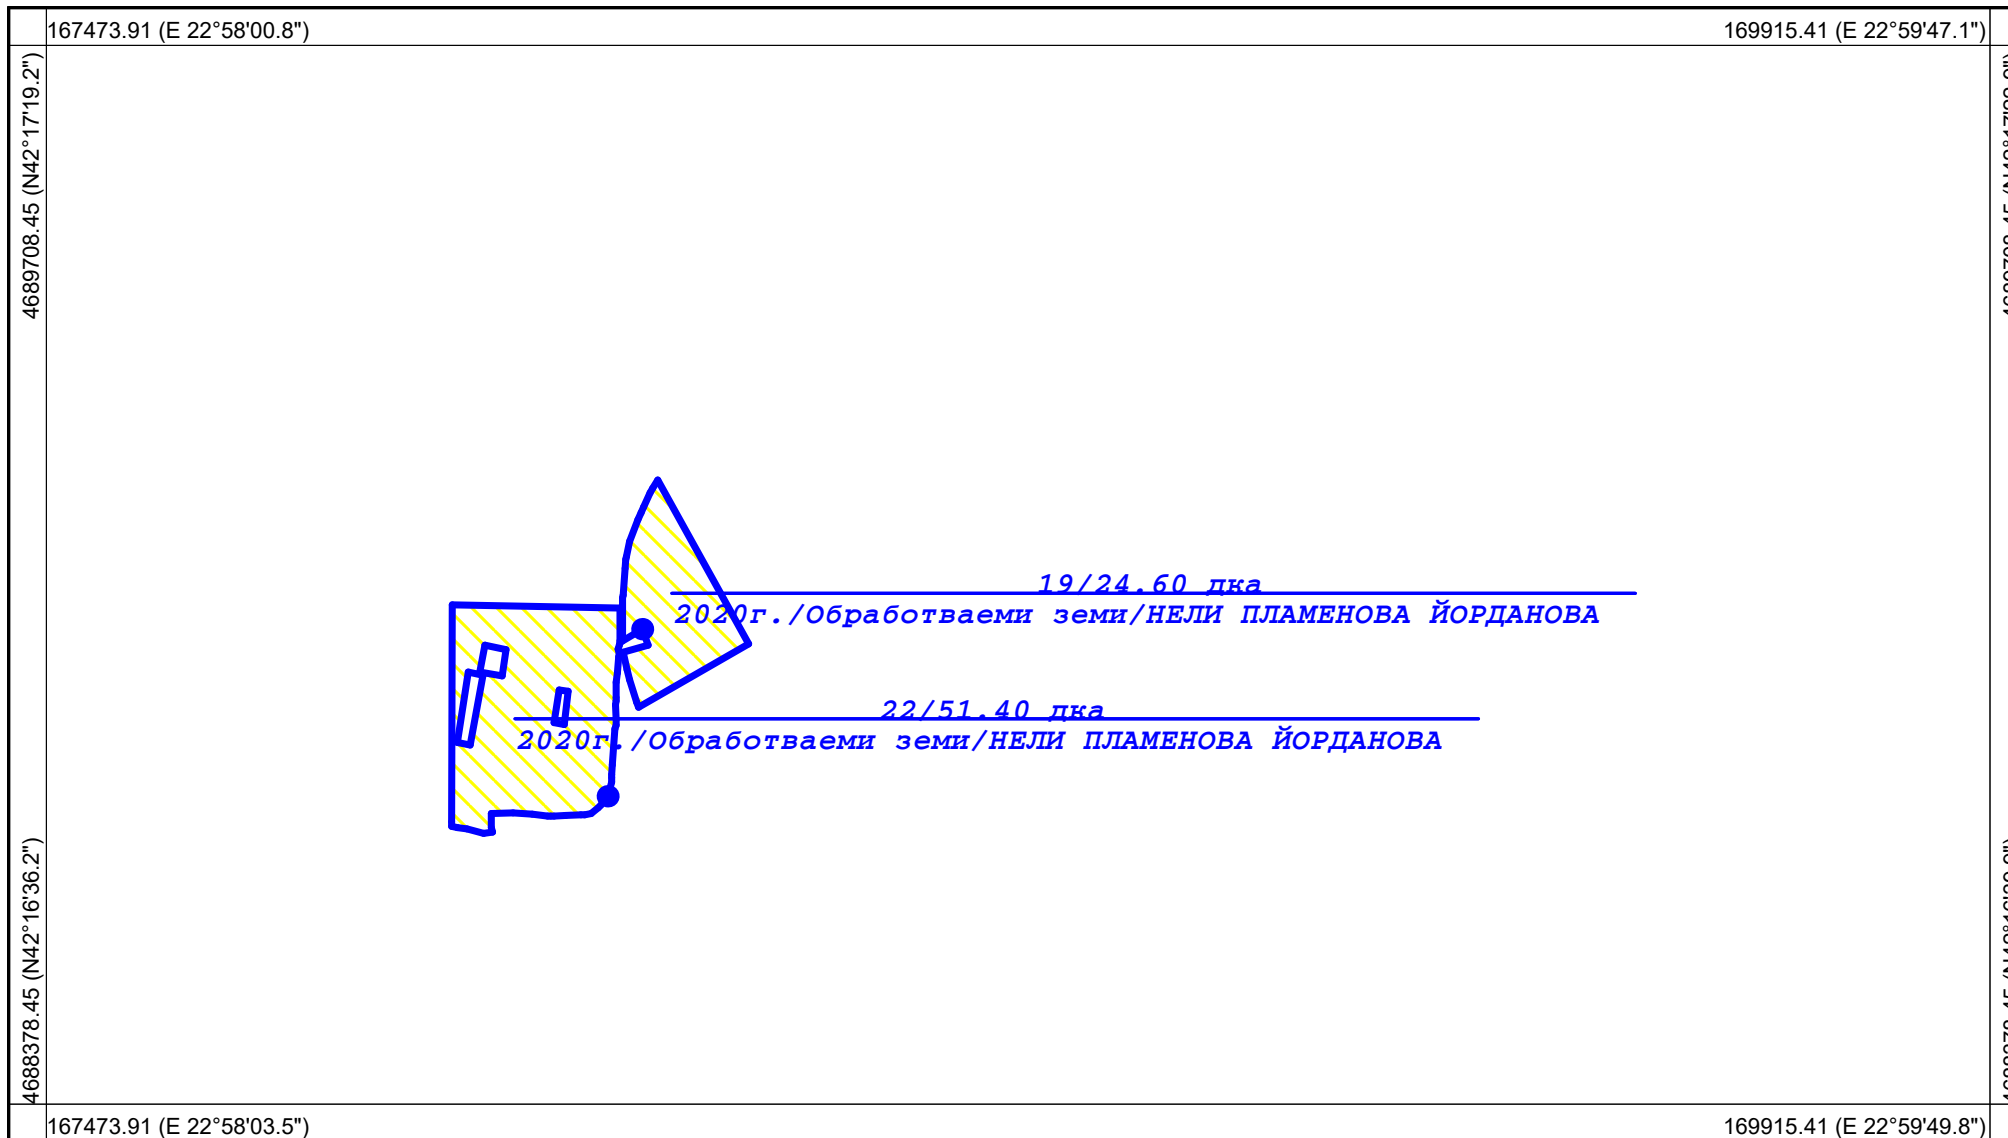 167473.91 (E 22°58'00.8")
169915.41 (E 22°59'47.1")
4689708.45 (N42°17'19.2")
19/24.60 дка
2020г./Обработваеми земи/НЕЛИ ПЛАМЕНОВА ЙОРДАНОВА
22/51.40 дка
2020г./Обработваеми земи/НЕЛИ ПЛАМЕНОВА ЙОРДАНОВА
4688378.45 (N42°16'36.2")
167473.91 (E 22°58'03.5")
169915.41 (E 22°59'49.8")